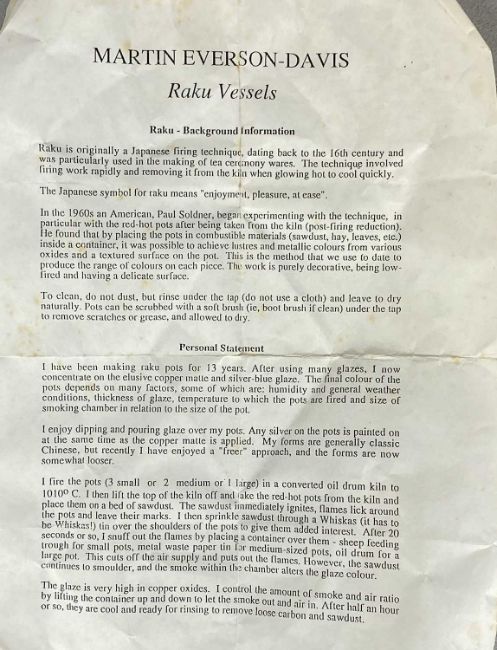 MARTIN EVERSON-DAVIS
Raku Vessels
Raku - Background Information
Raku is originally a Japanese firing technique, dating back to the 16th century and
was particularly used in the making of tea ceremony wares. The technique involved
firing work rapidly and removing it from the kiln when glowing hot to cool quickly.
The Japanese symbol for raku means "enjoyment, pleasure, at ease".
In the 1960s an American, Paul Soldner, began experimenting with the technique, in
particular with the red-hot pots after being taken from the kiln (post-firing reduction).
He found that by placing the pots in combustible materials (sawdust, hay, leaves, etc.)
inside a container, it was possible to achieve lustres and metallic colours from various
oxides and a textured surface on the pot. This is the method that we use to date to
produce the range of colours on each piece. The work is purely decorative, being low-
fired and having a delicate surface.
To clean, do not dust, but rinse under the tap (do not use a cloth) and leave to dry
naturally. Pots can be scrubbed with a soft brush (ie, boot brush if clean) under the tap
to remove scratches or grease, and allowed to dry.
Personal Statement
I have been making raku pots for 13 years. After using many glazes, I now
concentrate on the elusive copper matte and silver-blue glaze. The final colour of the
pots depends on many factors, some of which are: humidity and general weather
conditions, thickness of glaze, temperature to which the pots are fired and size of
smoking chamber in relation to the size of the pot.
I enjoy dipping and pouring glaze over my pots. Any silver on the pots is painted on
at the same time as the copper matte is applied. My forms are generally classic
Chinese, but recently I have enjoyed a "freer" approach, and the forms are now
somewhat looser.
I fire the pots (3 small or 2 medium or 1 large) in a converted oil drum kiln to
1010º C. I then lift the top of the kiln off and take the red-hot pots from the kiln and
place them on a bed of sawdust. The sawdust immediately ignites, flames lick around
the pots and leave their marks. I then sprinkle sawdust through a Whiskas (it has to
be Whiskas!) tin over the shoulders of the pots to give them added interest. After 20
seconds or so, I snuff out the flames by placing a container over them - sheep feeding
trough for small pots, metal waste paper tin for medium-sized pots, oil drum for a
large pot. This cuts off the air supply and puts out the flames. However, the sawdust
continues to smoulder, and the smoke within the chamber alters the glaze colour.
The glaze is very high in copper oxides. I control the amount of smoke and air ratio
by lifting the container up and down to let the smoke out and air in. After half an hour
or so, they are cool and ready for rinsing to remove loose carbon and sawdust.